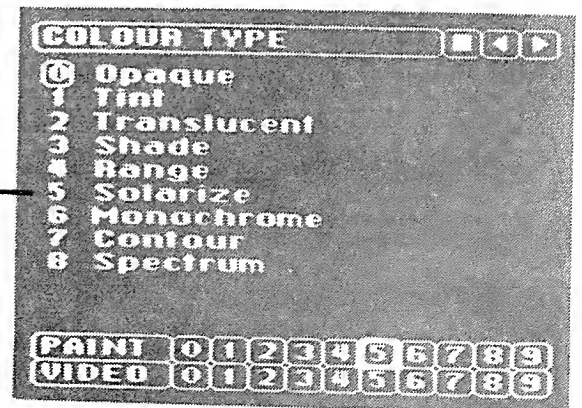 COLOUR TYPE
0 Opaque
1 Tint
2 Translucent
3 Shade
4 Range
5 Solarize
6 Monochrome
7 Contour
8 Spectrum
PAINT 0 1 2 3 4 5 6 7 8 9
VIDEO 0 1 2 3 4 5 6 7 8 9